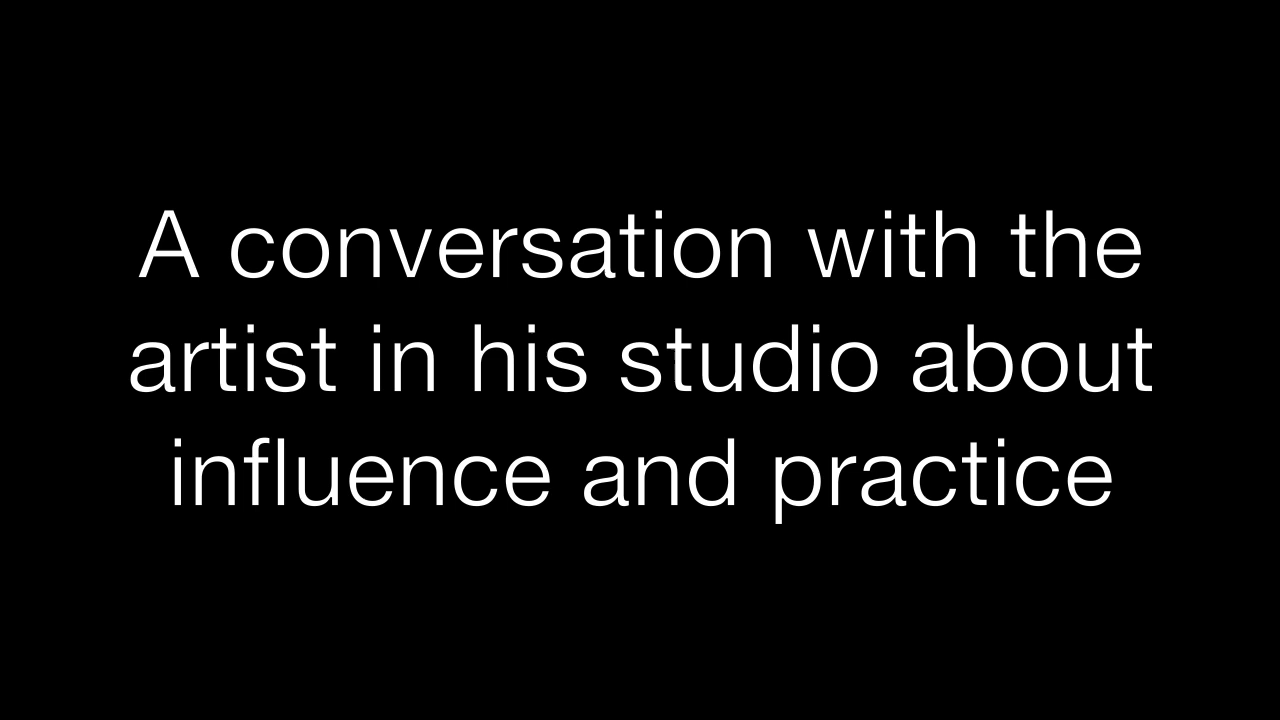 A conversation with the
artist in his studio about
influence and practice